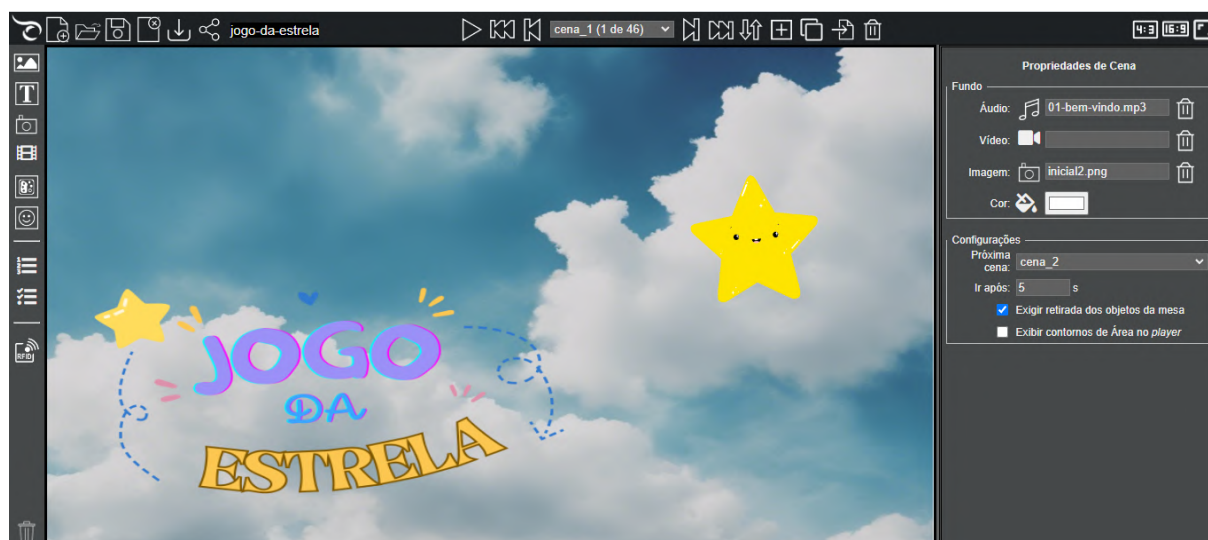 jogo-da-estrela
cena_1 (1 de 46)
4:3
16:9
T
RFID
JOGO
DA
ESTRELA
Propriedades de Cena
Fundo
Áudio:
01-bem-vindo.mp3
Vídeo:
Imagem:
inicial2.png
Cor:
Configurações
Próxima
cena:
cena_2
Ir após:
5
s
Exigir retirada dos objetos da mesa
Exibir contornos de Área no player